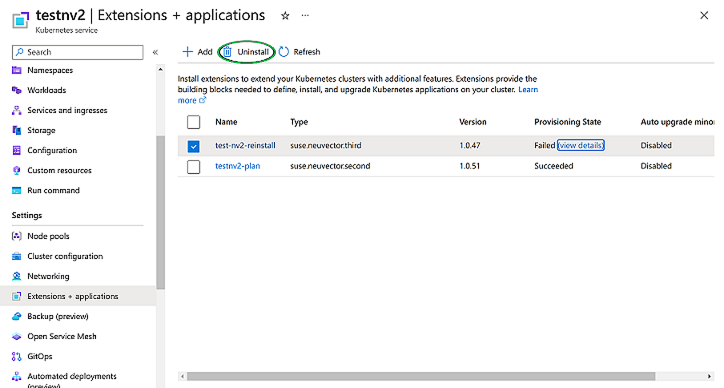 testnv2 | Extensions + applications
Kubernetes service
Search
Namespaces
Workloads
Services and ingresses
Storage
Configuration
Custom resources
Run command
Settings
Node pools
Cluster configuration
Networking
Extensions + applications
Backup (preview)
Open Service Mesh
GitOps
Automated deployments
(preview)
Add Uninstall Refresh
Install extensions to extend your Kubernetes clusters with additional features. Extensions provide the
building blocks needed to define, install, and upgrade Kubernetes applications on your cluster. Learn
more
Name Type Version Provisioning State Auto upgrade minor
test-nv2-reinstall suse.neuvector.third 1.0.47 Failed (view details) Disabled
testnv2-plan suse.neuvector.second 1.0.51 Succeeded Disabled